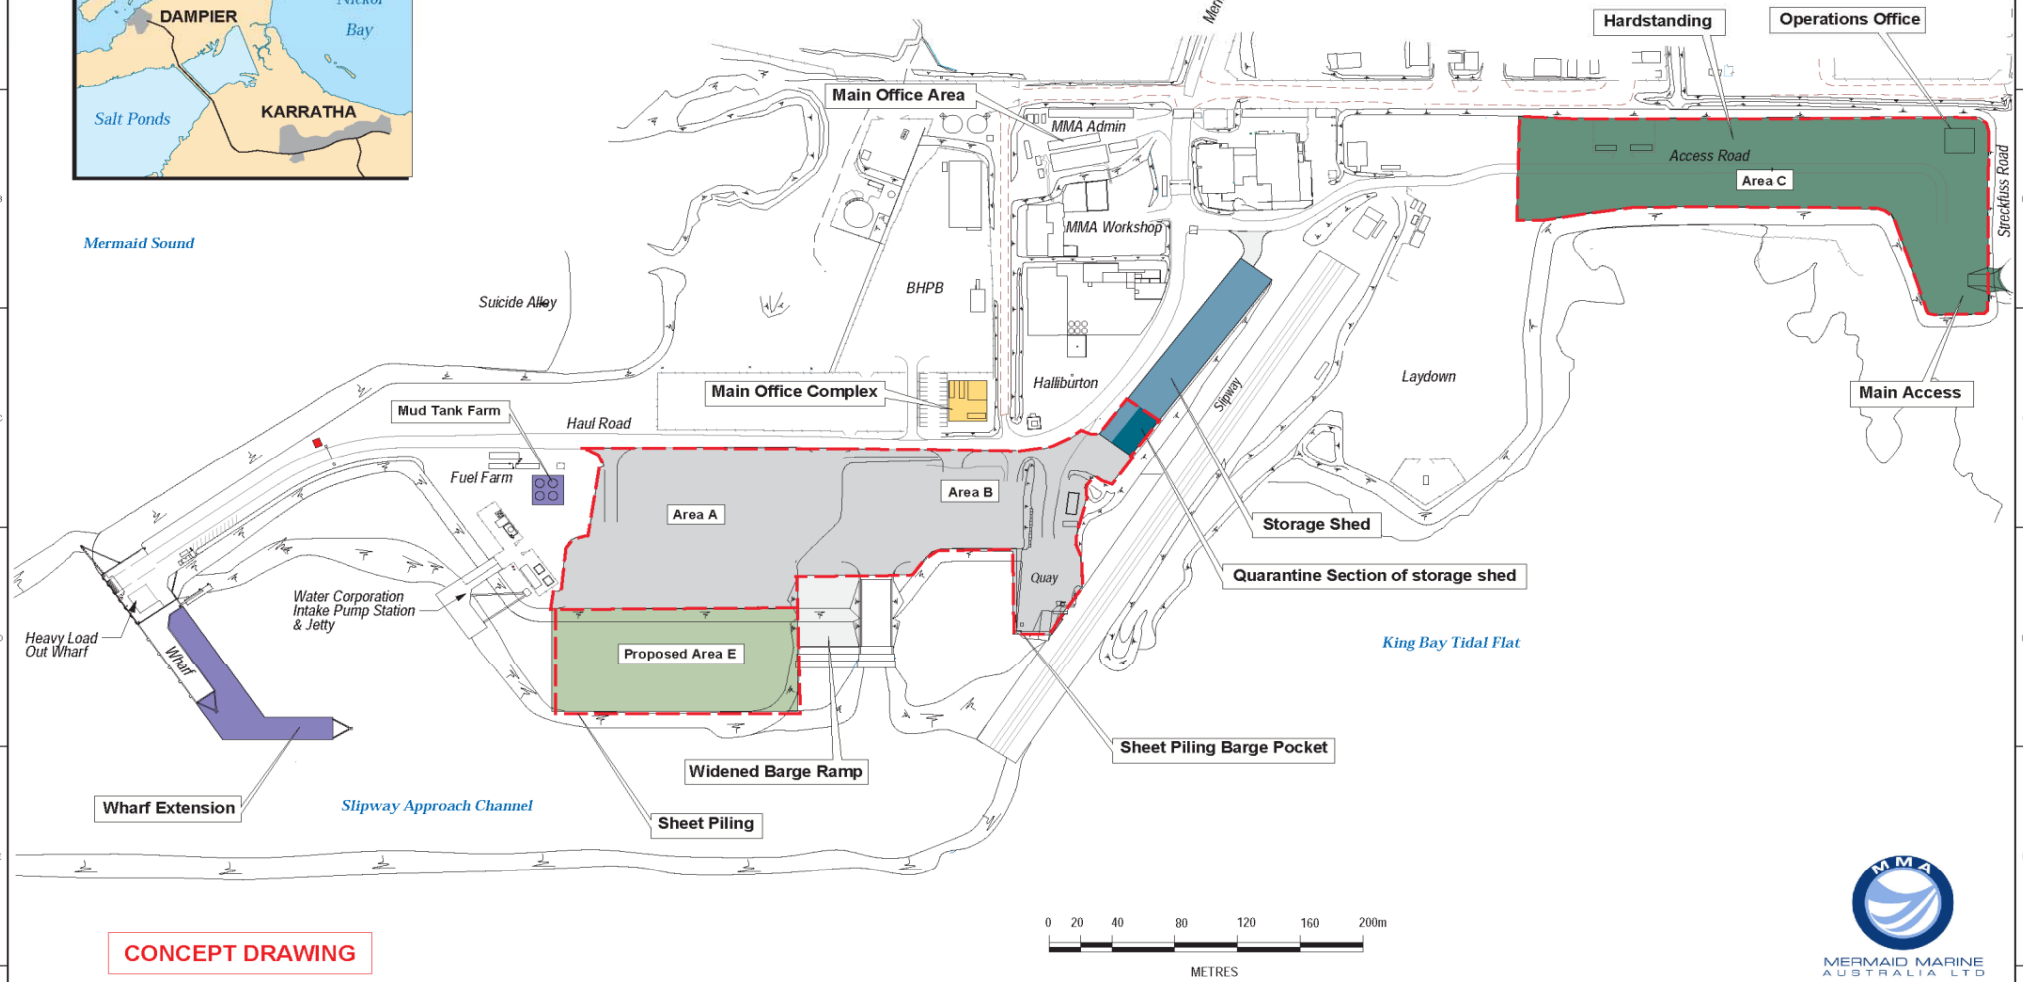 Nickol
Bay
DAMPIER
KARRATHA
Salt Ponds
Mermaid Sound
Hardstanding
Operations Office
Main Office Area
MMA Admin
Access Road
Area C
Streckfuss Road
MMA Workshop
BHPB
Suicide Alley
Main Office Complex
Halliburton
Slipway
Laydown
Main Access
Mud Tank Farm
Haul Road
Fuel Farm
Area A
Area B
Storage Shed
Quarantine Section of storage shed
Quay
Water Corporation
Intake Pump Station
& Jetty
Heavy Load
Out Wharf
Wharf
Proposed Area E
King Bay Tidal Flat
Sheet Piling Barge Pocket
Widened Barge Ramp
Wharf Extension
Slipway Approach Channel
Sheet Piling
CONCEPT DRAWING
0 20 40 80 120 160 200m
METRES
MMA
MERMAID MARINE
AUSTRALIA LTD